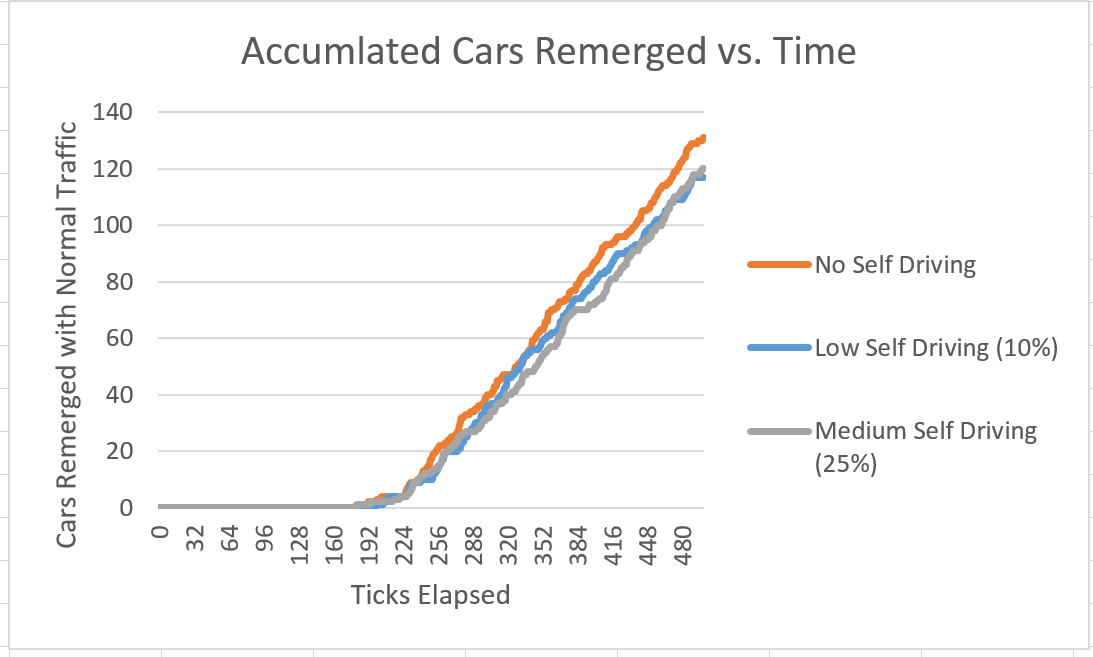 Accumlated Cars Remerged vs. Time
Cars Remerged with Normal Traffic
140
120
100
80
60
40
20
0
0 32 64 96 128 160 192 224 256 288 320 352 384 416 448 480
Ticks Elapsed
No Self Driving
Low Self Driving (10%)
Medium Self Driving
(25%)